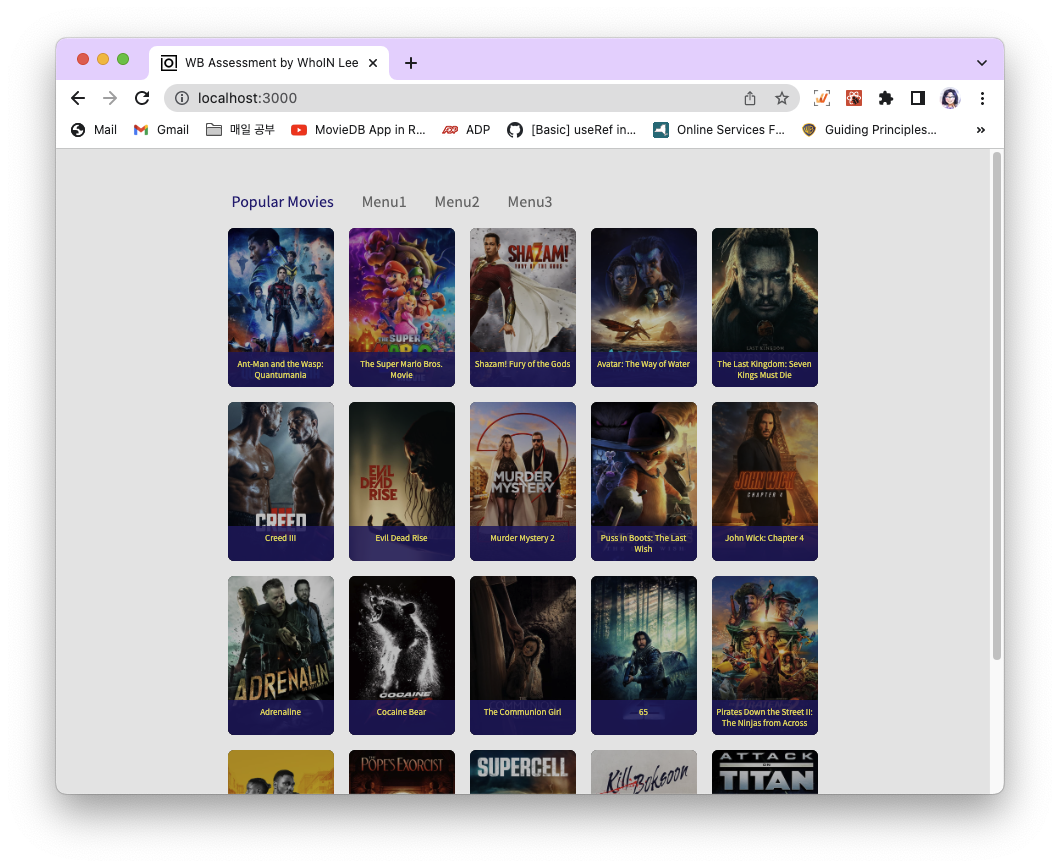 WB Assessment by WhoIN Lee
localhost:3000
Mail
Gmail
매일 공부
MovieDB App in R...
ADP
[Basic] useRef in...
Online Services F...
Guiding Principles...
»
Popular Movies
Menu1
Menu2
Menu3
Ant-Man and the Wasp:
Quantumania
SUPER
The Super Mario Bros.
Movie
SHAZAM!
FURY OF THE GODS
Shazam! Fury of the Gods
Avatar: The Way of Water
LAST KINGDOM
The Last Kingdom: Seven
Kings Must Die
CREED
Creed III
EVIL
DEAD
RISE
Evil Dead Rise
MURDER
MYSTERY
2
Murder Mystery 2
Puss in Boots: The Last
Wish
JOHN WICK
CHAPTER 4
John Wick: Chapter 4
ADRENALIN
Adrenaline
COCAINE
Cocaine Bear
The Communion Girl
65
Pirates Down the Street II:
The Ninjas from Across
THE POPE'S EXORCIST
SUPERCELL
Kill Boksoon
ATTACK
ON
TITAN